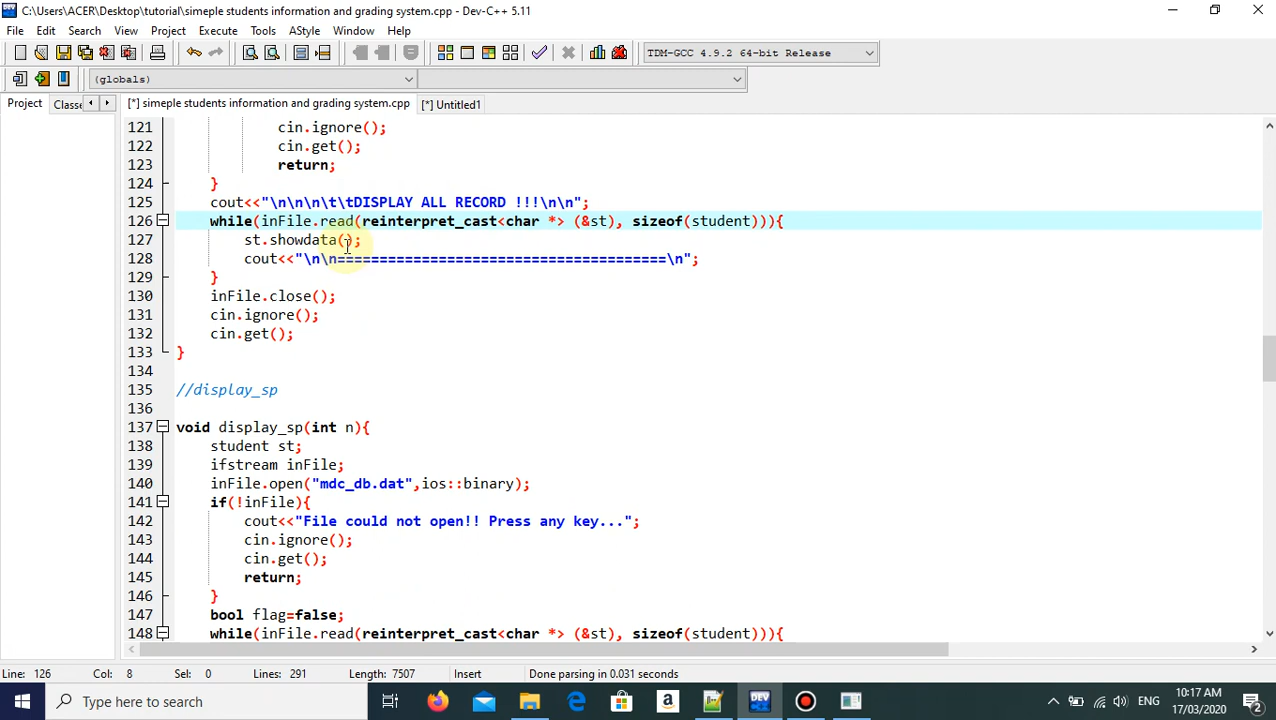 C:\Users\ACER\Desktop\tutorial\simeple students information and grading system.cpp - Dev-C++ 5.11
File Edit Search View Project Execute Tools AStyle Window Help
TDM-GCC 4.9.2 64-bit Release
(globals)
Project Classe [*] simeple students information and grading system.cpp [*] Untitled1
121 cin.ignore();
122 cin.get();
123 return;
124 }
125 cout<<"\n\n\n\t\tDISPLAY ALL RECORD !!!\n\n";
126 while(inFile.read(reinterpret_cast<char *> (&st), sizeof(student))){
127 st.showdata();
128 cout<<"\n\n=======================================\n";
129 }
130 inFile.close();
131 cin.ignore();
132 cin.get();
133 }
134
135 //display_sp
136
137 void display_sp(int n){
138 student st;
139 ifstream inFile;
140 inFile.open("mdc_db.dat",ios::binary);
141 if(!inFile){
142 cout<<"File could not open!! Press any key...";
143 cin.ignore();
144 cin.get();
145 return;
146 }
147 bool flag=false;
148 while(inFile.read(reinterpret_cast<char *> (&st), sizeof(student))){
Line: 126 Col: 8 Sel: 0 Lines: 291 Length: 7507 Insert Done parsing in 0.031 seconds
Type here to search
DEV
ENG
10:17 AM
17/03/2020
2